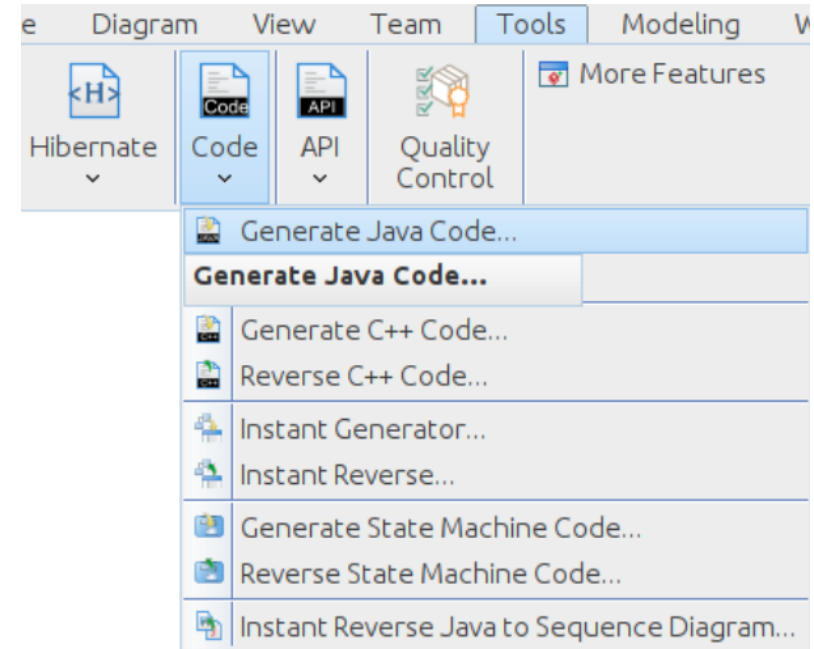 e Diagram View Team Tools Modeling W
<H>
Code
API
More Features
Hibernate Code API Quality
Control
Generate Java Code...
Generate Java Code...
Generate C++ Code...
Reverse C++ Code...
Instant Generator...
Instant Reverse...
Generate State Machine Code...
Reverse State Machine Code...
Instant Reverse Java to Sequence Diagram...